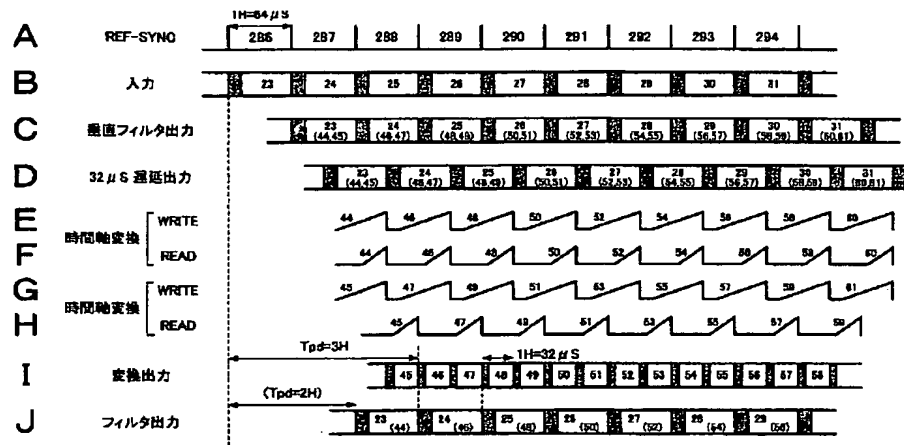 1H=64μS
A REF-SYNC 286 287 288 289 290 291 292 293 294
B 入力 23 24 25 26 27 28 29 30 31
C 垂直フィルタ出力 23 24 25 26 27 28 29 30 31
(44,45) (46,47) (48,49) (50,51) (52,53) (54,55) (56,57) (58,59) (60,61)
D 32μS 遅延出力 23 24 25 26 27 28 29 30 31
(44,45) (46,47) (48,49) (50,51) (52,53) (54,55) (56,57) (58,59) (60,61)
E WRITE 44 46 48 50 52 54 56 58 60
時間軸変換
F READ 44 46 48 50 52 54 56 58 60
G WRITE 45 47 49 51 53 55 57 59 61
時間軸変換
H READ 45 47 49 51 53 55 57 59
Tpd=3H 1H=32μS
I 変換出力 45 46 47 48 49 50 51 52 53 54 55 56 57 58
(Tpd=2H)
J フィルタ出力 23 (44) 24 (46) 25 (48) 26 (50) 27 (52) 28 (54) 29 (56)